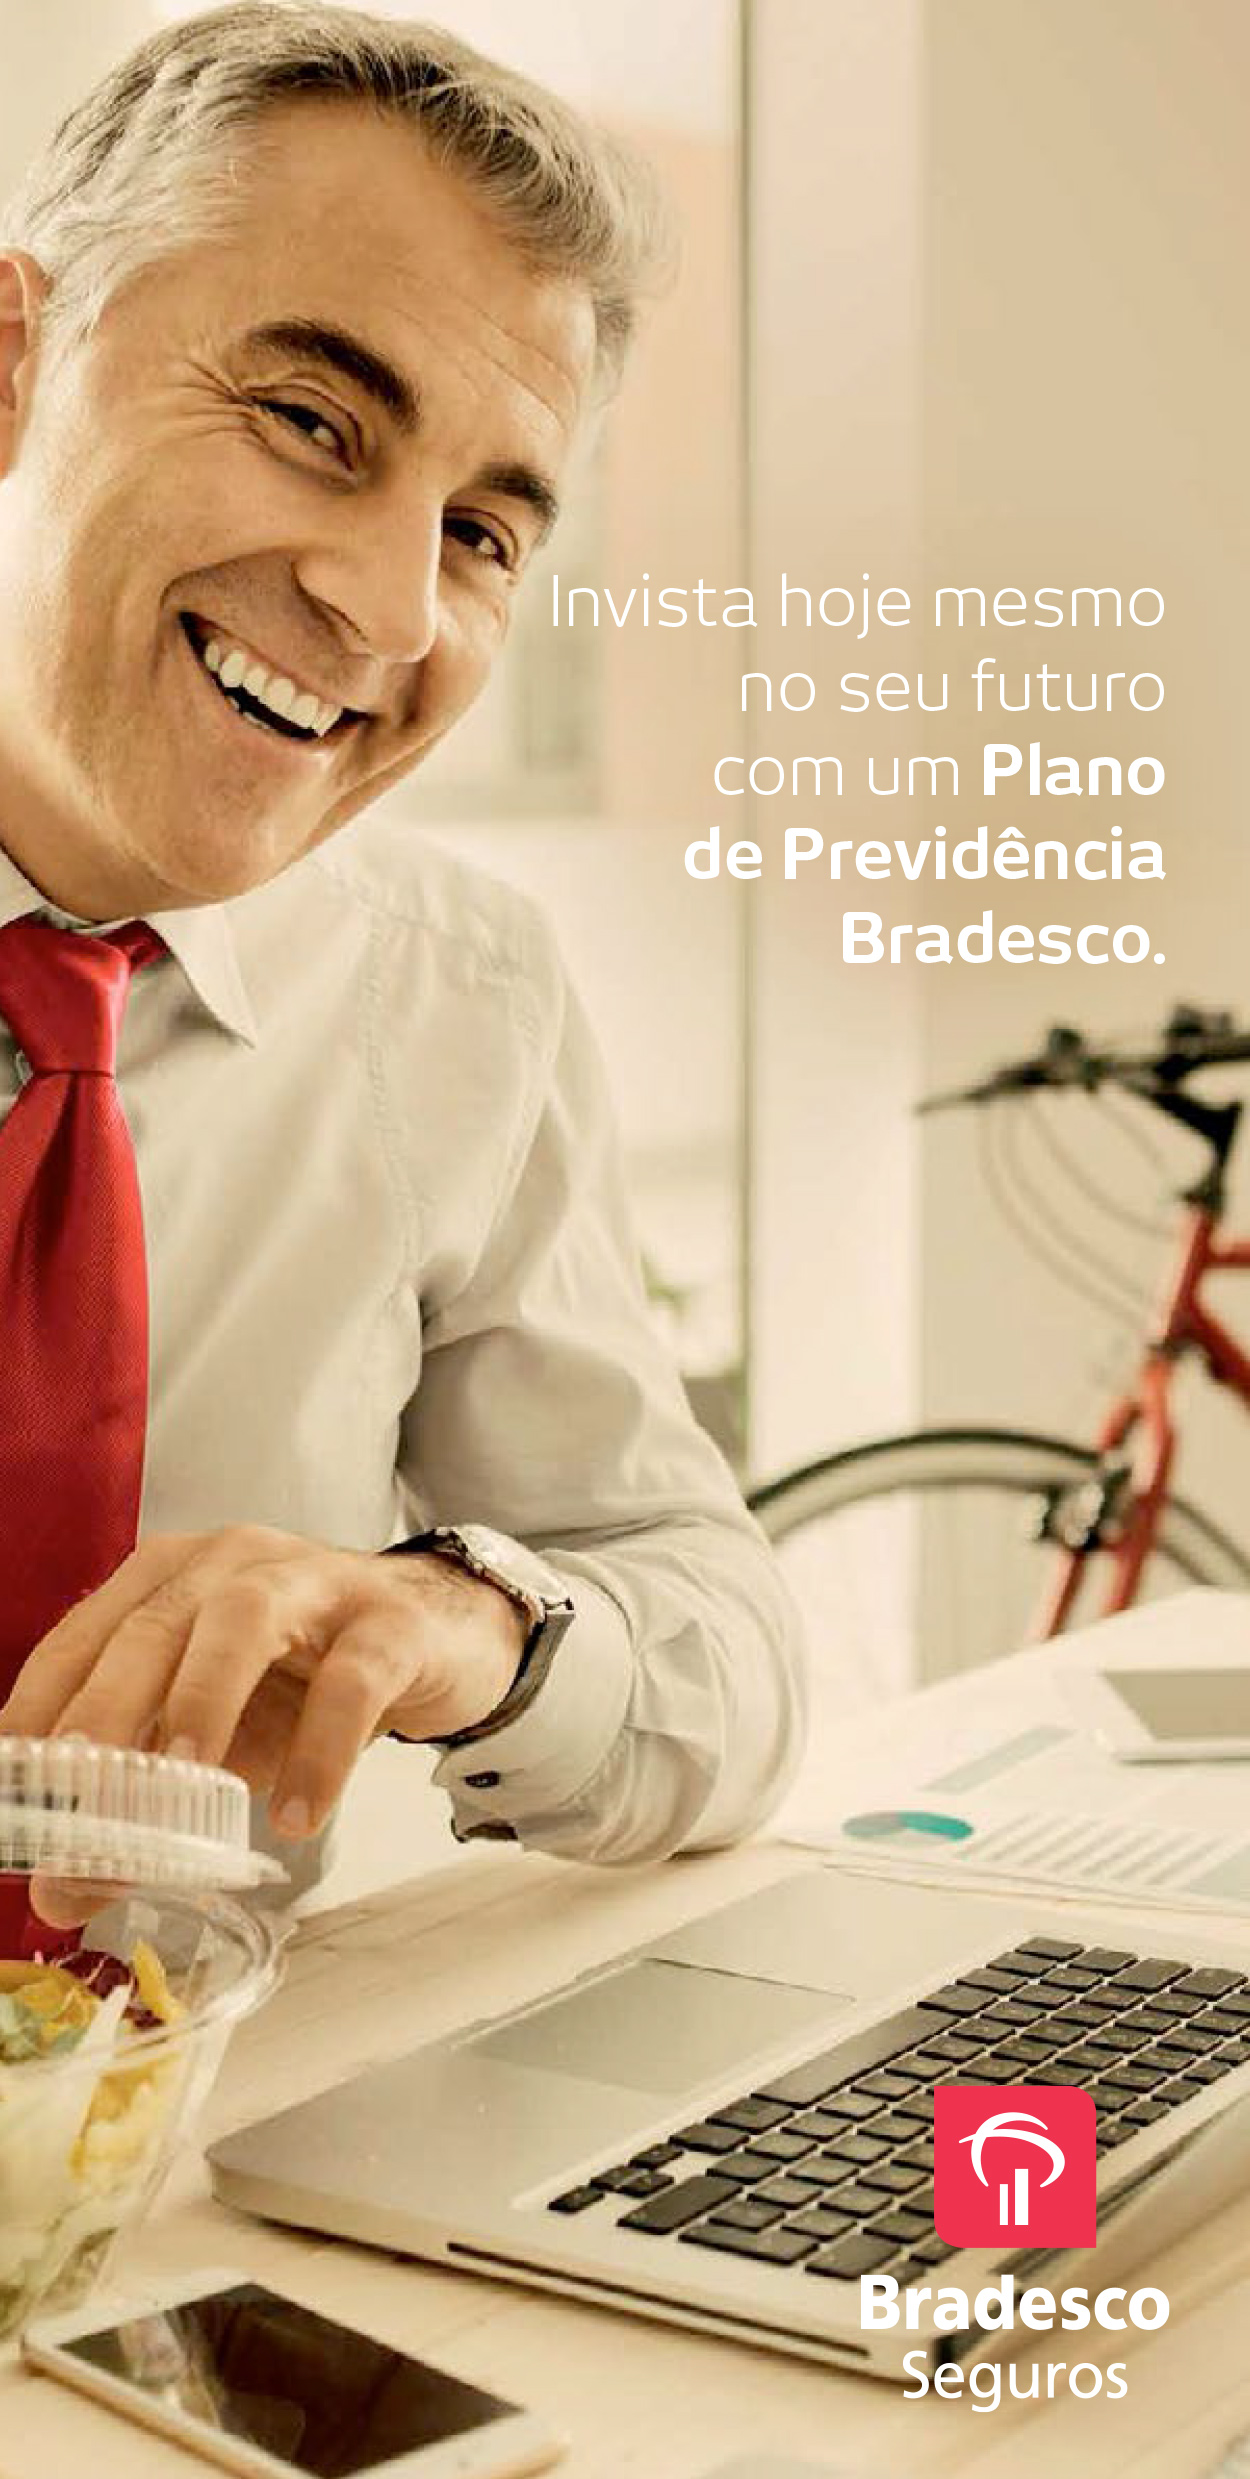 Invista hoje mesmo
no seu futuro
com um Plano
de Previdência
Bradesco.
Bradesco
Seguros